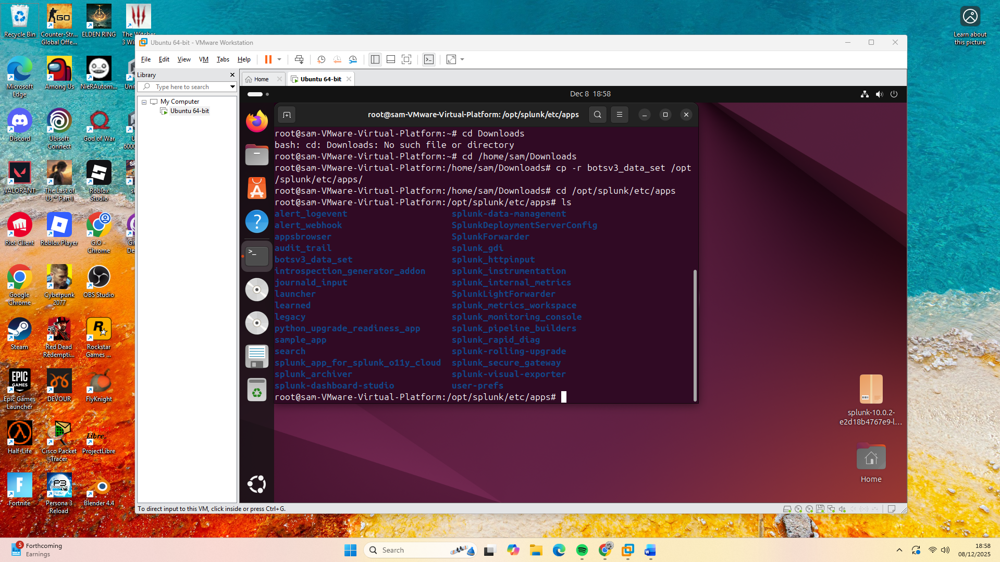 Recycle Bin
Counter-Str...
Global Offe...
ELDEN RING
The Witcher
3 Wi
Learn about
this picture
Ubuntu 64-bit - VMware Workstation
File Edit View VM Tabs Help
Library
Type here to search
My Computer
Ubuntu 64-bit
Home
Ubuntu 64-bit
Dec 8 18:58
root@sam-VMware-Virtual-Platform: /opt/splunk/etc/apps
root@sam-VMware-Virtual-Platform:~# cd Downloads
bash: cd: Downloads: No such file or directory
root@sam-VMware-Virtual-Platform:~# cd /home/sam/Downloads
root@sam-VMware-Virtual-Platform:/home/sam/Downloads# cp -r botsv3_data_set /opt
/splunk/etc/apps/
root@sam-VMware-Virtual-Platform:/home/sam/Downloads# cd /opt/splunk/etc/apps
root@sam-VMware-Virtual-Platform:/opt/splunk/etc/apps# ls
alert_logevent splunk-data-management
alert_webhook SplunkDeploymentServerConfig
appsbrowser SplunkForwarder
audit_trail splunk_gdi
botsv3_data_set splunk_httpinput
introspection_generator_addon splunk_instrumentation
journald_input splunk_internal_metrics
launcher SplunkLightForwarder
learned splunk_metrics_workspace
legacy splunk_monitoring_console
python_upgrade_readiness_app splunk_pipeline_builders
sample_app splunk_rapid_diag
search splunk-rolling-upgrade
splunk_app_for_splunk_o11y_cloud splunk_secure_gateway
splunk_archiver splunk-visual-exporter
splunk-dashboard-studio user-prefs
root@sam-VMware-Virtual-Platform:/opt/splunk/etc/apps#
splunk-10.0.2-
e2d18b4767e9-l...
Home
To direct input to this VM, click inside or press Ctrl+G.
Microsoft
Edge
Among Us
NieRAutom...
Uni
Discord
Ubisoft
Connect
God of War
U
600
VALORANT
The Last of
Us™ Part I
Roblox
Studio
sk
Riot Client
Roblox Player
G.O -
Chrome
Gi
De
Google
Chrome
Cyberpunk
2077
OBS Studio
Steam
Red Dead
Redempti...
R
Rockstar
Games ...
EPIC
GAMES
Epic Games
Launcher
DEVOUR
FlyKnight
Half-Life
Cisco Packet
Tracer
ProjectLibre
F
Fortnite
P3
Persona 3
Reload
Blender 4.4
5
Forthcoming
Earnings
Search
18:58
08/12/2025